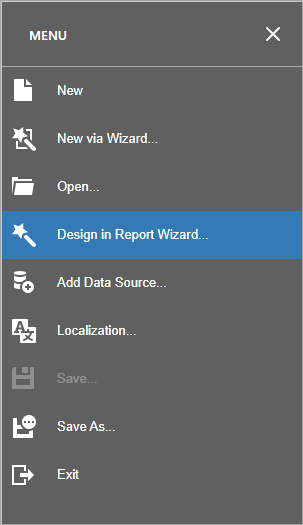 MENU
New
New via Wizard...
Open...
Design in Report Wizard...
Add Data Source...
Localization...
Save...
Save As...
Exit